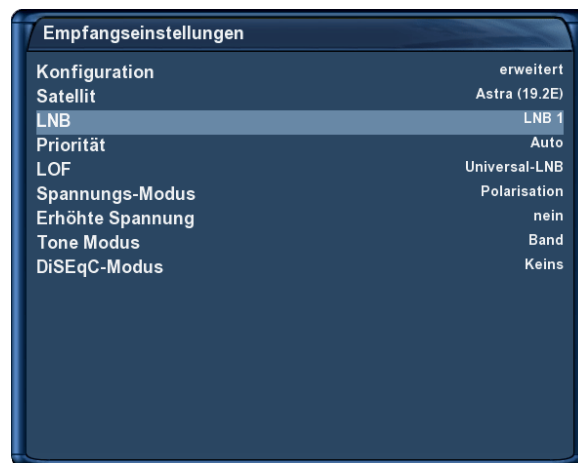 Empfangseinstellungen
Konfiguration erweitert
Satellit Astra (19.2E)
LNB LNB 1
Priorität Auto
LOF Universal-LNB
Spannungs-Modus Polarisation
Erhöhte Spannung nein
Tone Modus Band
DiSEqC-Modus Keins